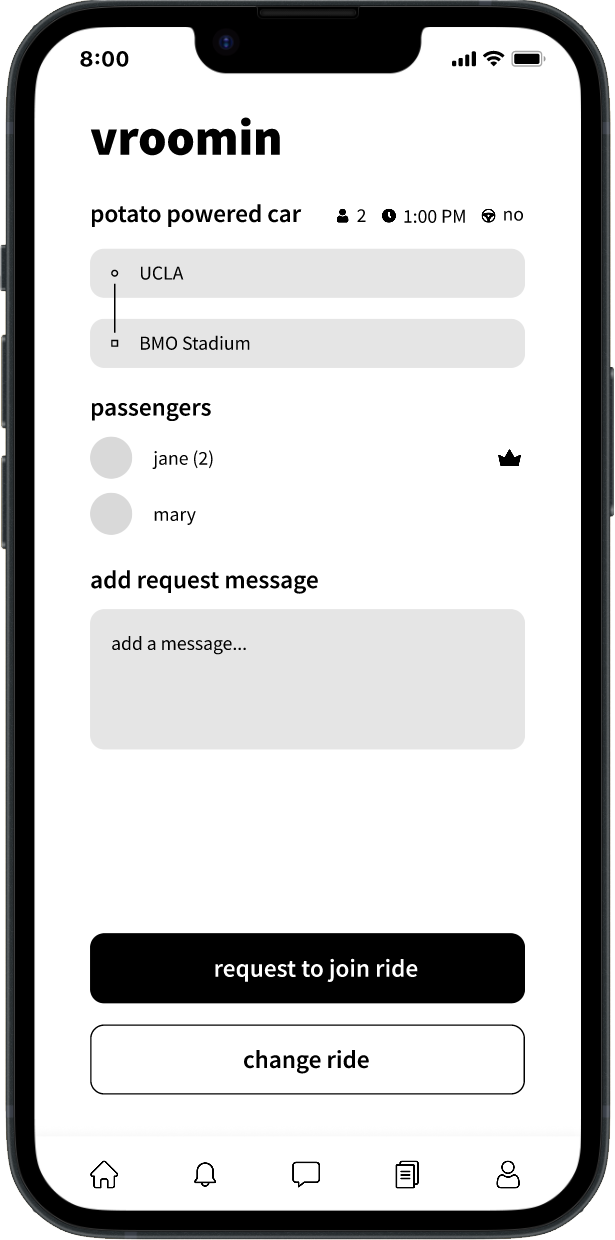 8:00
vroomin
potato powered car 2 1:00 PM no
UCLA
BMO Stadium
passengers
jane (2)
mary
add request message
add a message...
request to join ride
change ride